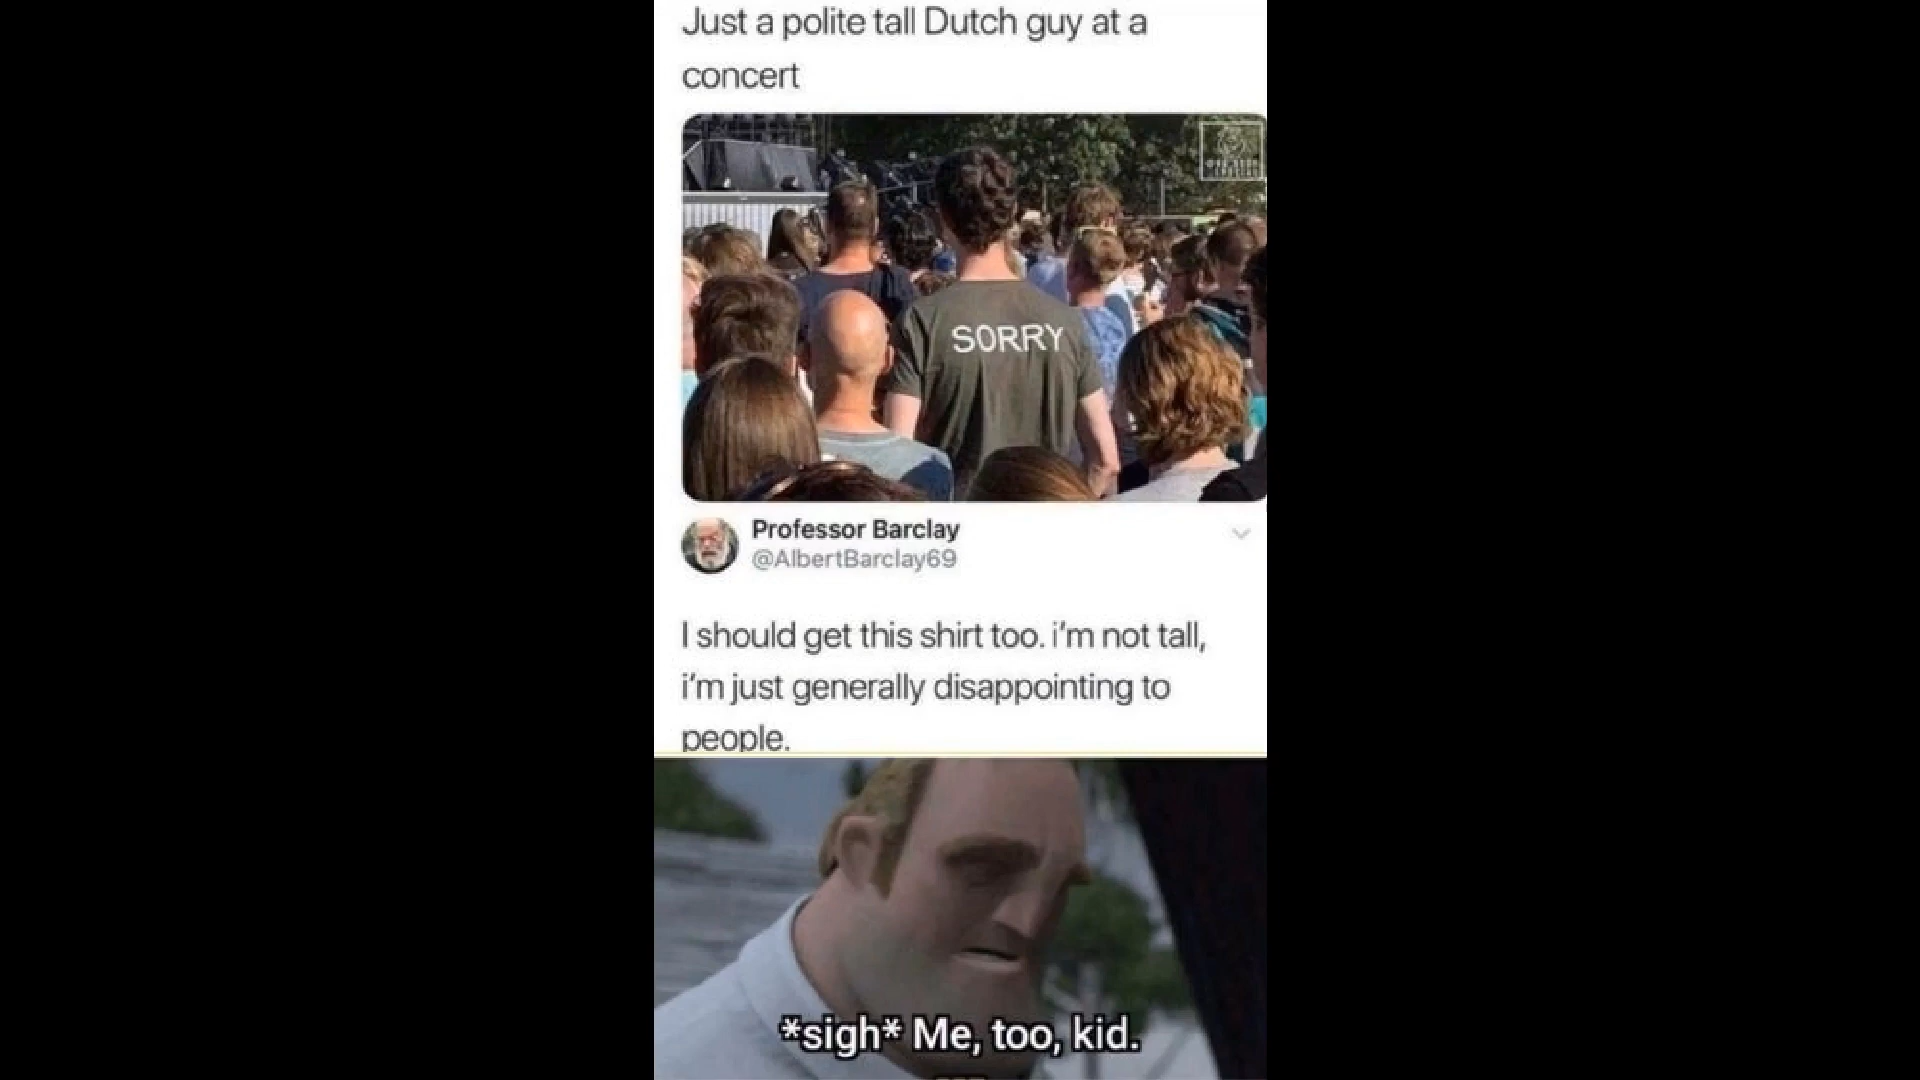 Just a polite tall Dutch guy at a
concert
SORRY
Professor Barclay
@AlbertBarclay69
I should get this shirt too. i'm not tall,
i'm just generally disappointing to
people.
*sigh* Me, too, kid.